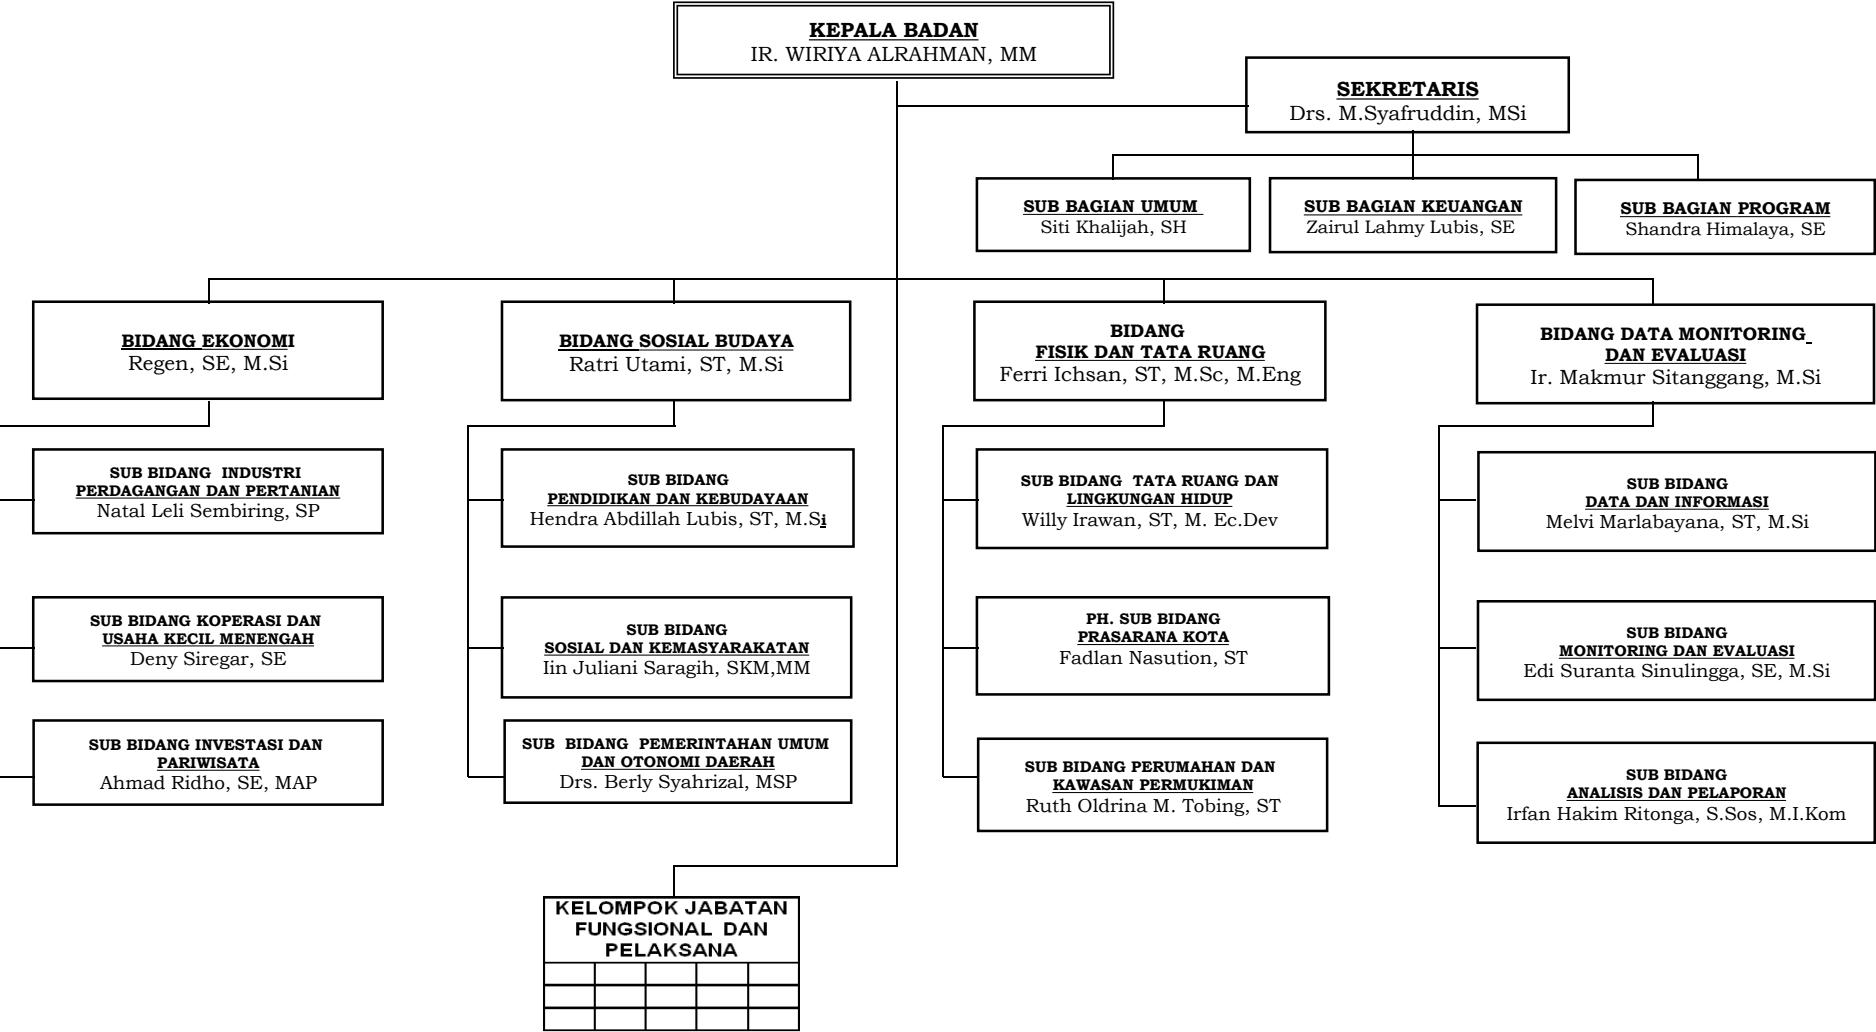 KEPALA BADAN
IR. WIRIYA ALRAHMAN, MM
SEKRETARIS
Drs. M.Syafruddin, MSi
SUB BAGIAN UMUM
Siti Khalijah, SH
SUB BAGIAN KEUANGAN
Zairul Lahmy Lubis, SE
SUB BAGIAN PROGRAM
Shandra Himalaya, SE
BIDANG EKONOMI
Regen, SE, M.Si
BIDANG SOSIAL BUDAYA
Ratri Utami, ST, M.Si
BIDANG
FISIK DAN TATA RUANG
Ferri Ichsan, ST, M.Sc, M.Eng
BIDANG DATA MONITORING
DAN EVALUASI
Ir. Makmur Sitanggang, M.Si
SUB BIDANG INDUSTRI
PERDAGANGAN DAN PERTANIAN
Natal Leli Sembiring, SP
SUB BIDANG
PENDIDIKAN DAN KEBUDAYAAN
Hendra Abdillah Lubis, ST, M.Si
SUB BIDANG TATA RUANG DAN
LINGKUNGAN HIDUP
Willy Irawan, ST, M. Ec.Dev
SUB BIDANG
DATA DAN INFORMASI
Melvi Marlabayana, ST, M.Si
SUB BIDANG KOPERASI DAN
USAHA KECIL MENENGAH
Deny Siregar, SE
SUB BIDANG
SOSIAL DAN KEMASYARAKATAN
Iin Juliani Saragih, SKM,MM
PH. SUB BIDANG
PRASARANA KOTA
Fadlan Nasution, ST
SUB BIDANG
MONITORING DAN EVALUASI
Edi Suranta Sinulingga, SE, M.Si
SUB BIDANG INVESTASI DAN
PARIWISATA
Ahmad Ridho, SE, MAP
SUB BIDANG PEMERINTAHAN UMUM
DAN OTONOMI DAERAH
Drs. Berly Syahrizal, MSP
SUB BIDANG PERUMAHAN DAN
KAWASAN PERMUKIMAN
Ruth Oldrina M. Tobing, ST
SUB BIDANG
ANALISIS DAN PELAPORAN
Irfan Hakim Ritonga, S.Sos, M.I.Kom
KELOMPOK JABATAN
FUNGSIONAL DAN
PELAKSANA